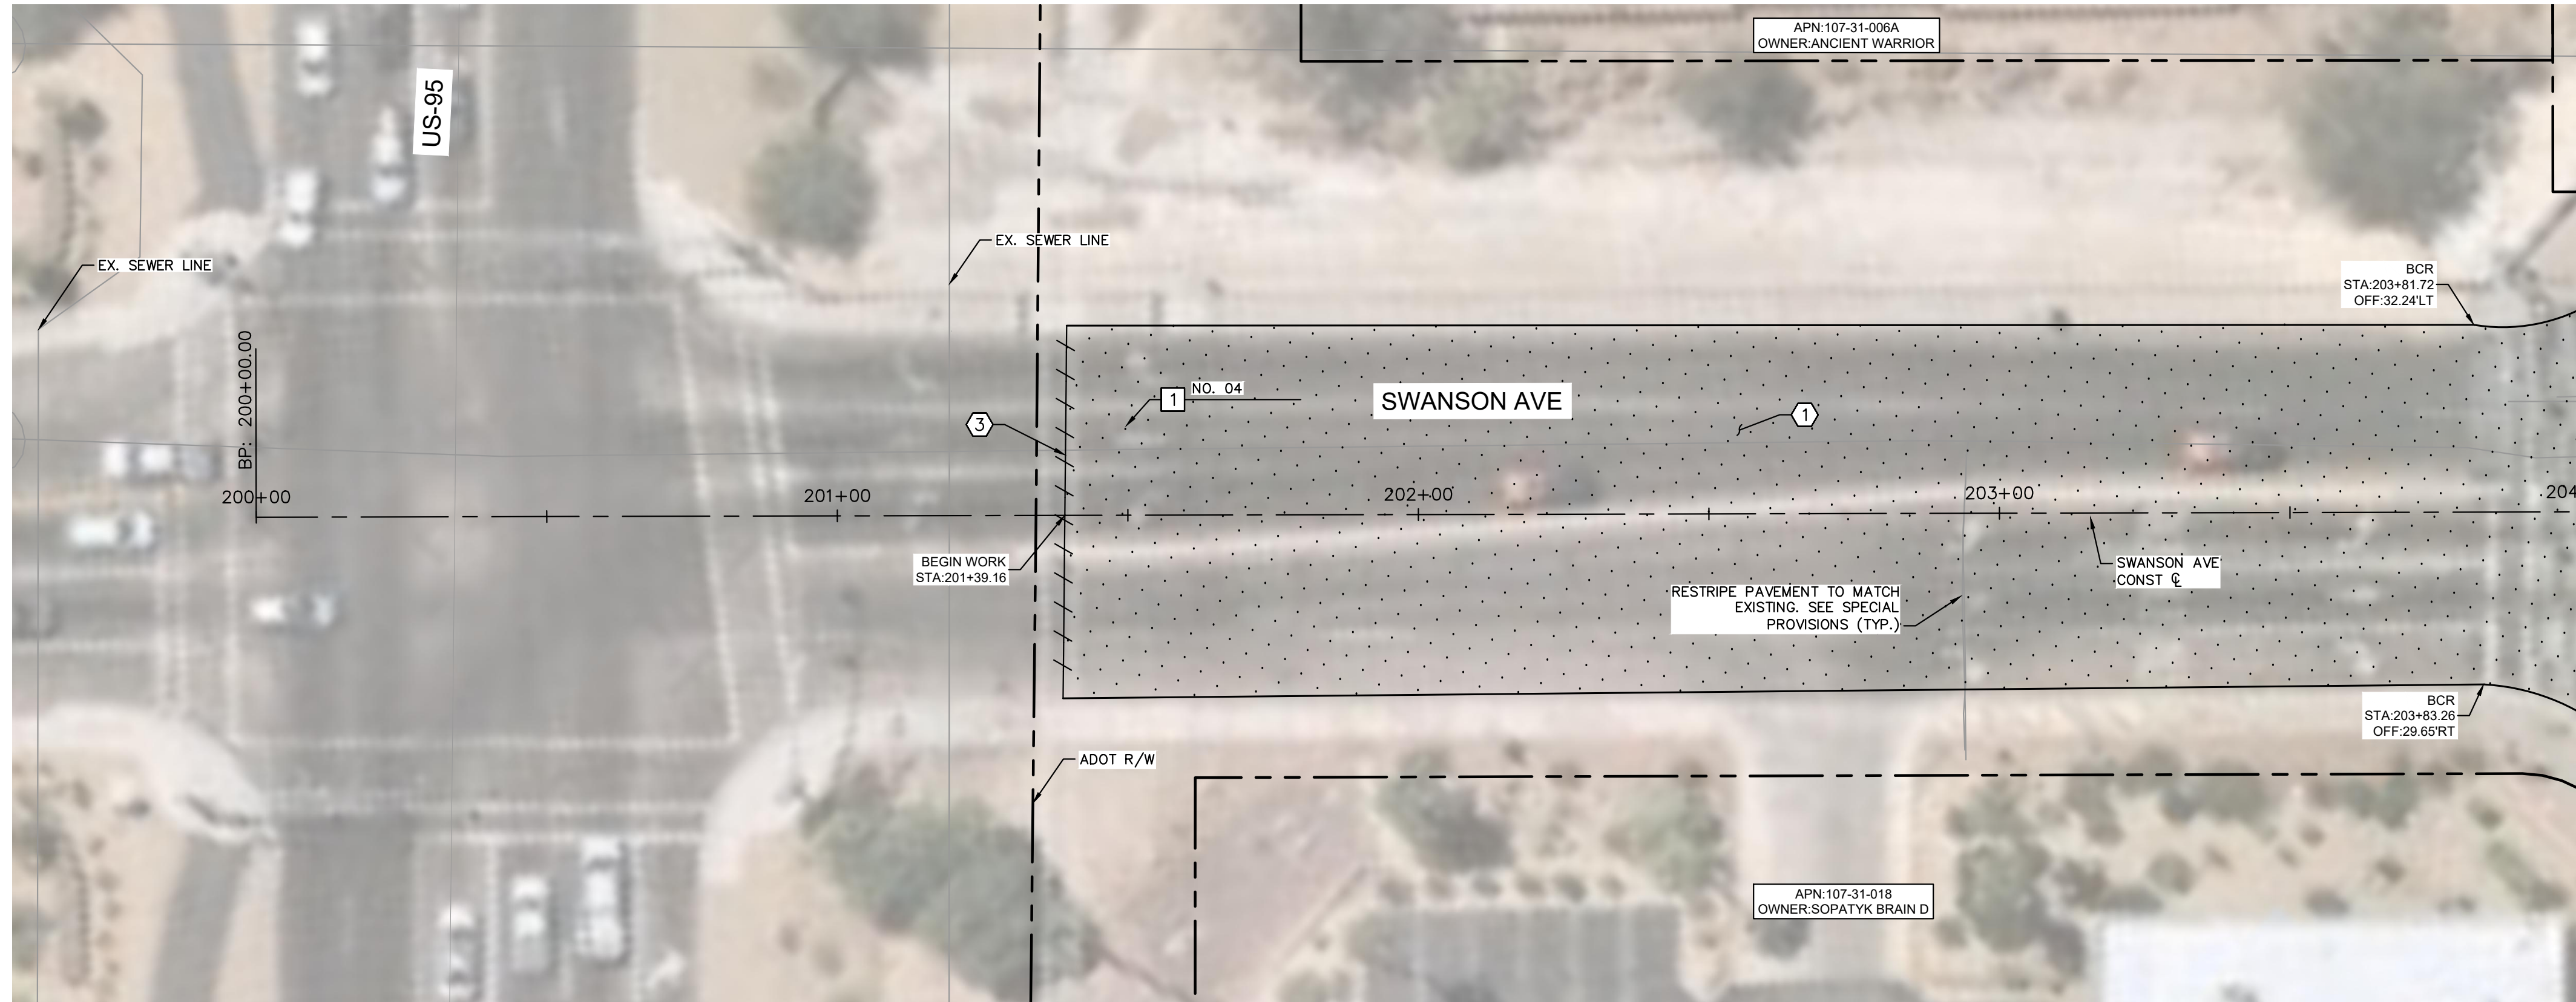 APN:107-31-006A
OWNER:ANCIENT WARRIOR
US-95
EX. SEWER LINE
EX. SEWER LINE
BCR
STA:203+81.72
OFF:32.24'LT
BP: 200+00.00
1
NO. 04
SWANSON AVE
3
1
200+00
201+00
202+00
203+00
204
BEGIN WORK
STA:201+39.16
SWANSON AVE
CONST ℄
RESTRIPE PAVEMENT TO MATCH
EXISTING. SEE SPECIAL
PROVISIONS (TYP.)
BCR
STA:203+83.26
OFF:29.65'RT
ADOT R/W
APN:107-31-018
OWNER:SOPATYK BRAIN D